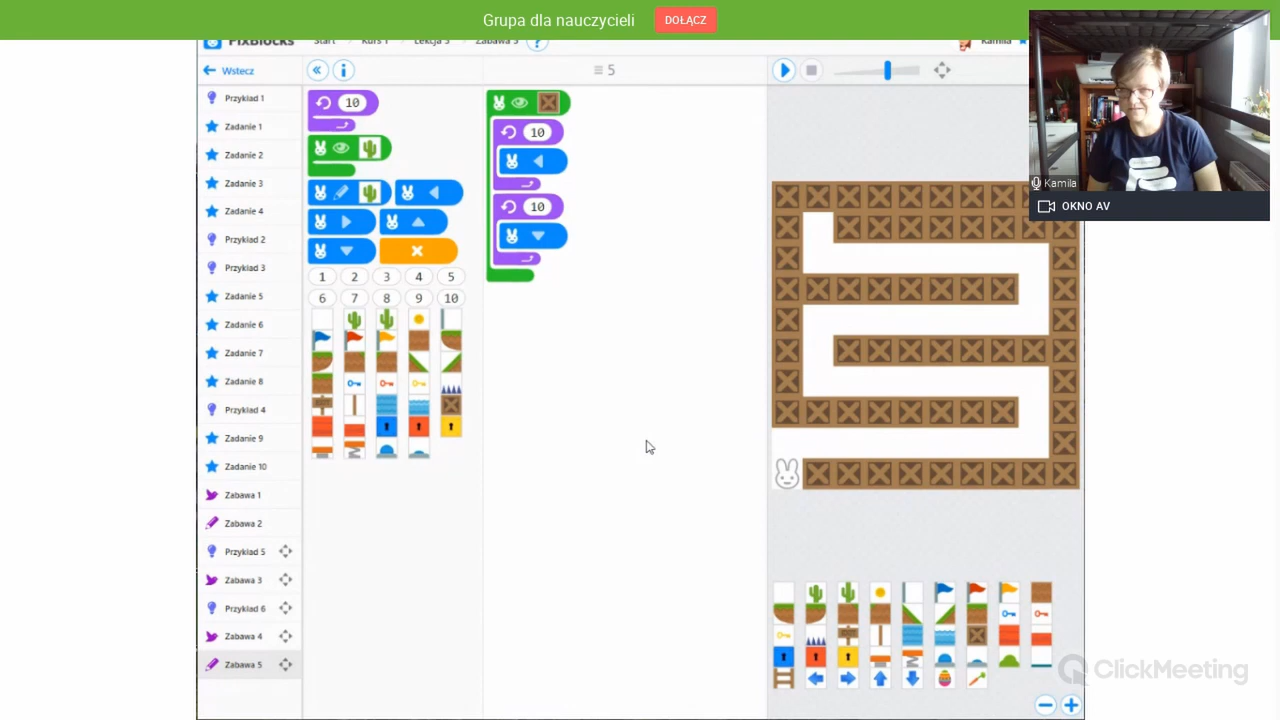 Grupa dla nauczycieli DOŁĄCZ
PixBlocks Start Kurs 1 Lekcja 3 Zabawa 5 ? Kamila
Wstecz
≡ 5
Przykład 1
Zadanie 1
Zadanie 2
Zadanie 3
Zadanie 4
Przykład 2
Przykład 3
Zadanie 5
Zadanie 6
Zadanie 7
Zadanie 8
Przykład 4
Zadanie 9
Zadanie 10
Zabawa 1
Zabawa 2
Przykład 5
Zabawa 3
Przykład 6
Zabawa 4
Zabawa 5
10
1 2 3 4 5
6 7 8 9 10
10
10
Kamila
OKNO AV
ClickMeeting